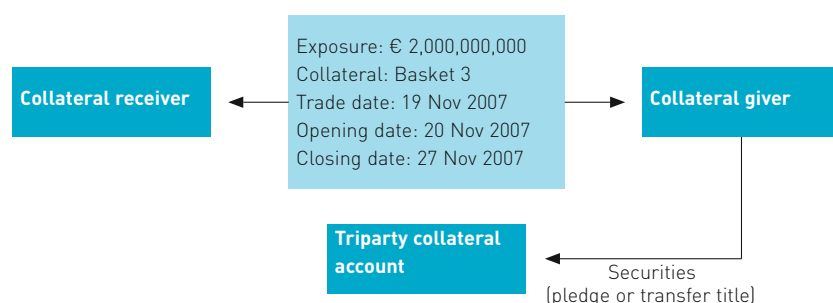 Collateral receiver
Exposure: € 2,000,000,000
Collateral: Basket 3
Trade date: 19 Nov 2007
Opening date: 20 Nov 2007
Closing date: 27 Nov 2007
Collateral giver
Triparty collateral
account
Securities
(pledge or transfer title)